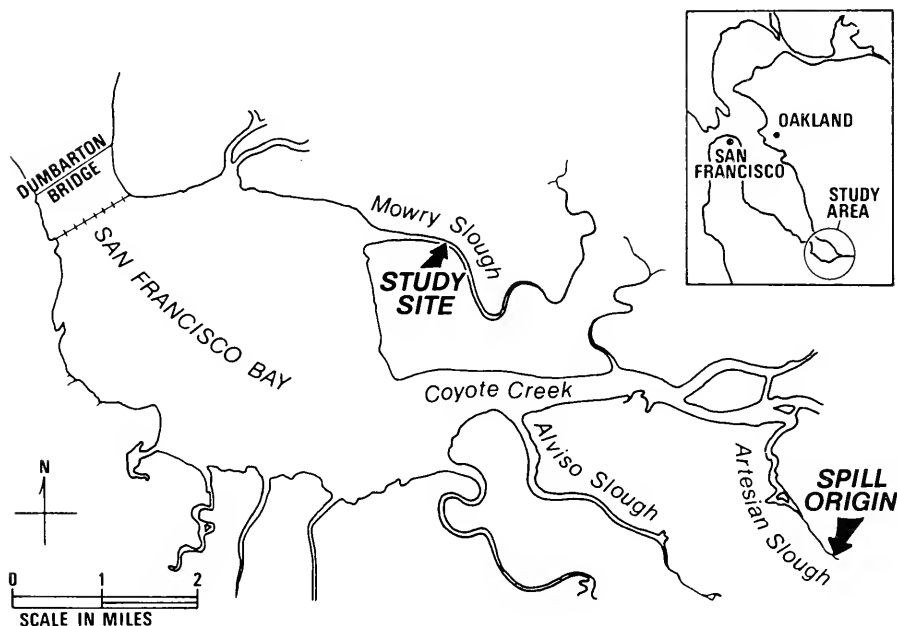 DUMBARTON
BRIDGE
SAN FRANCISCO BAY
Mowry Slough
STUDY
SITE
Coyote Creek
Alviso Slough
Artesian Slough
SPILL
ORIGIN
OAKLAND
SAN
FRANCISCO
STUDY
AREA
N
0 1 2
SCALE IN MILES